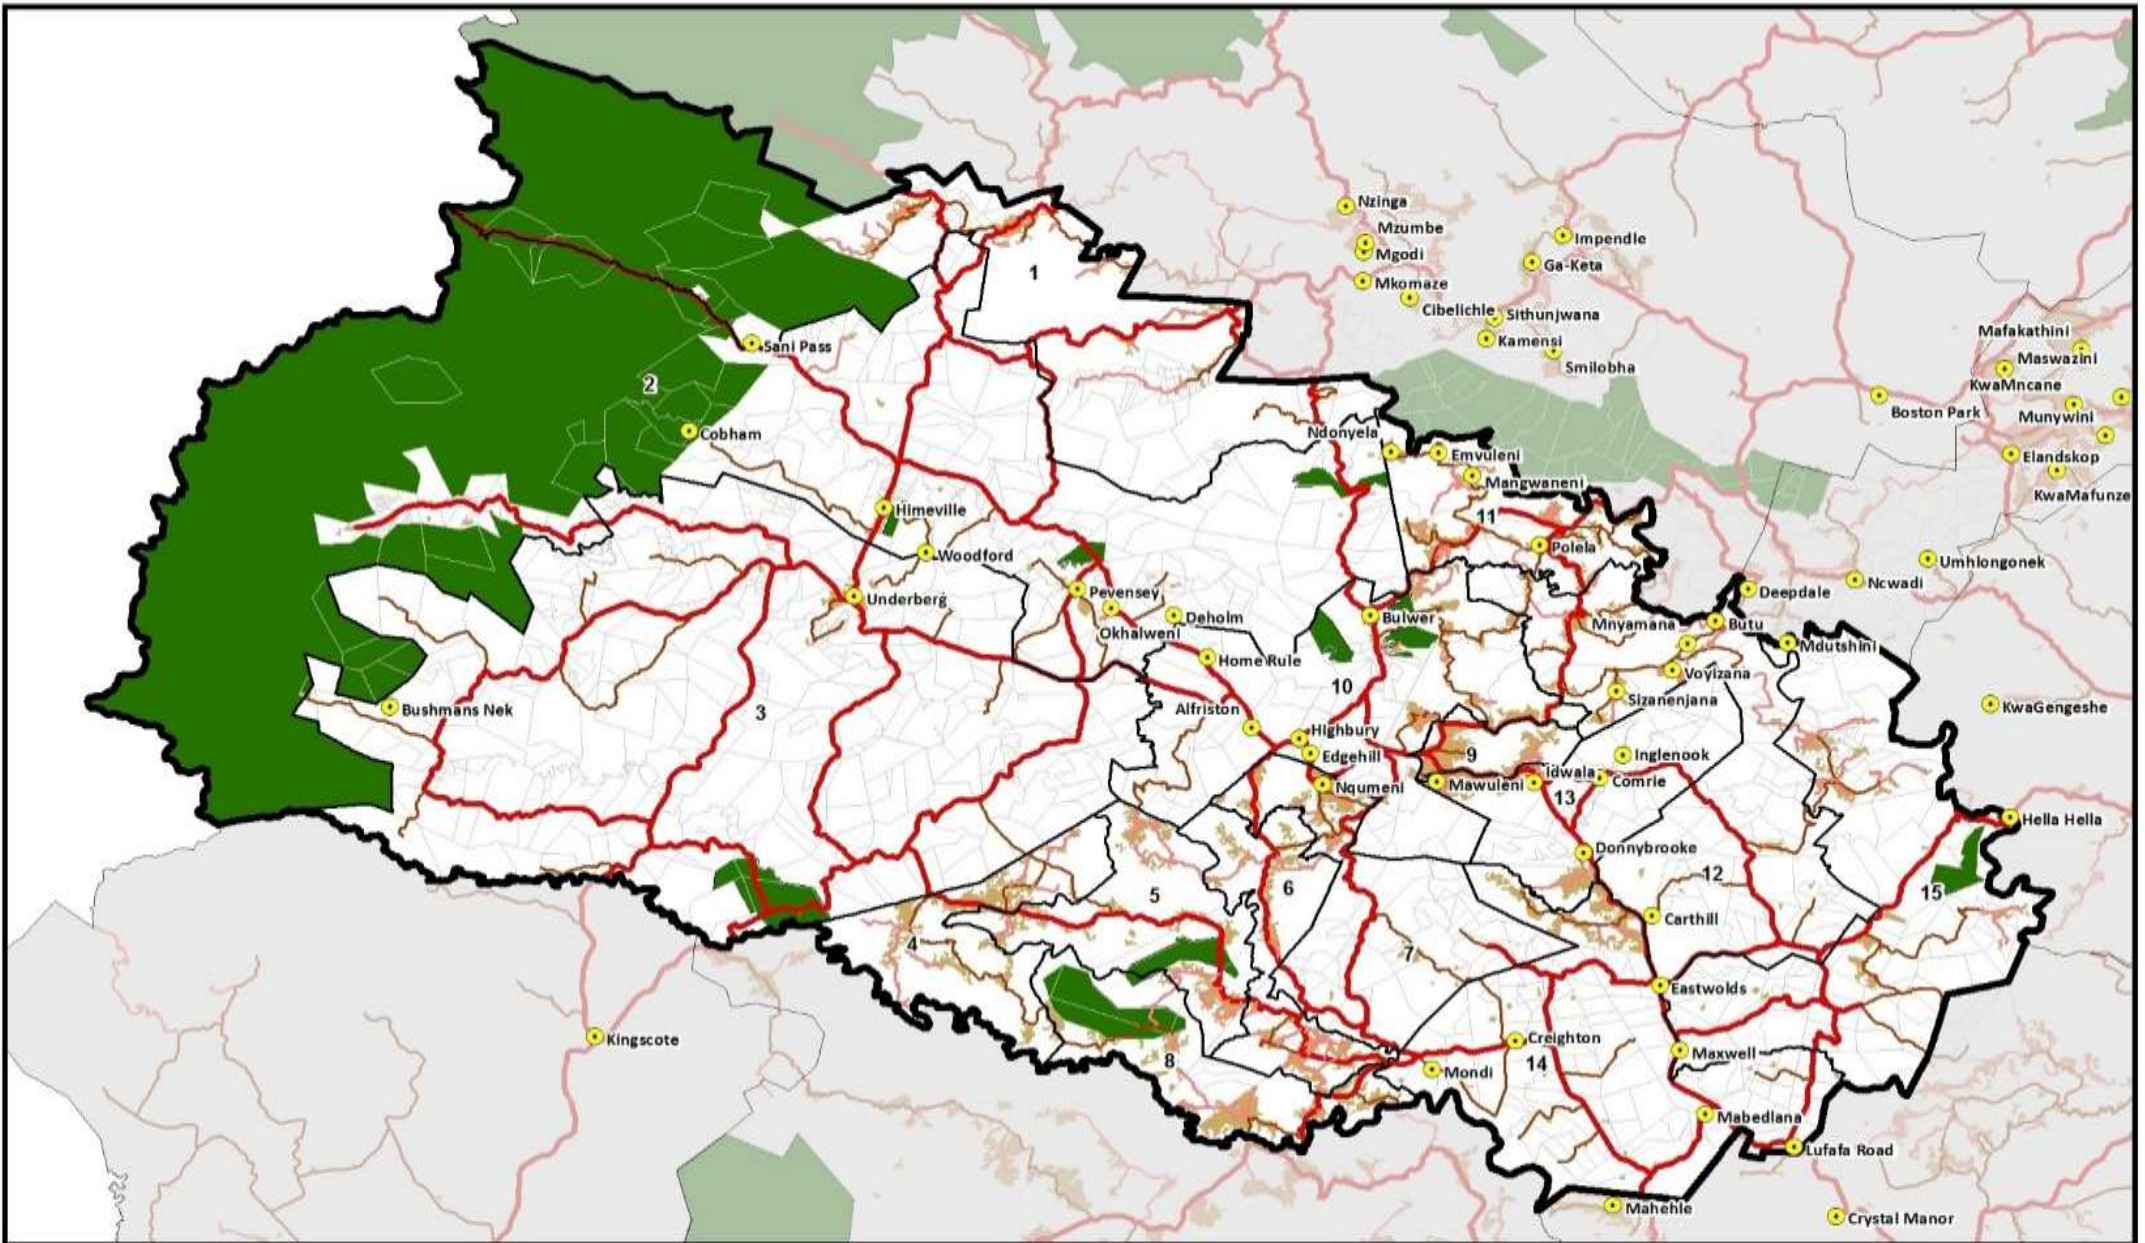 Nzinga
Mzumbe
Impendle
Mgodi
Ga-Keta
1
Mkomaze
Cibelichle
Sithunjwana
Mafakathini
Kamensi
Sani Pass
Maswazini
Smilobha
2
KwaMncane
Boston Park
Munywini
Cobham
Ndonyela
Emvuleni
Elandskop
Mangwaneni
KwaMafunze
Himeville
11
Polela
Woodford
Umhlongonek
Ncwadi
Pevensey
Deepdale
Underberg
Deholm
Bulwer
Mnyamana
Butu
Okhalweni
Mdutshini
Home Rule
Voyizana
10
Sizanenjana
Bushmans Nek
Alfriston
KwaGengeshe
3
Highbury
Edgehill
9
Inglenook
Idwala
Nqumeni
Mawuleni
Comrie
13
Hella Hella
Donnybrooke
12
6
5
15
Carthill
4
7
Eastwolds
Kingscote
Creighton
Maxwell
8
14
Mondi
Mabedlana
Lufafa Road
Mahehle
Crystal Manor